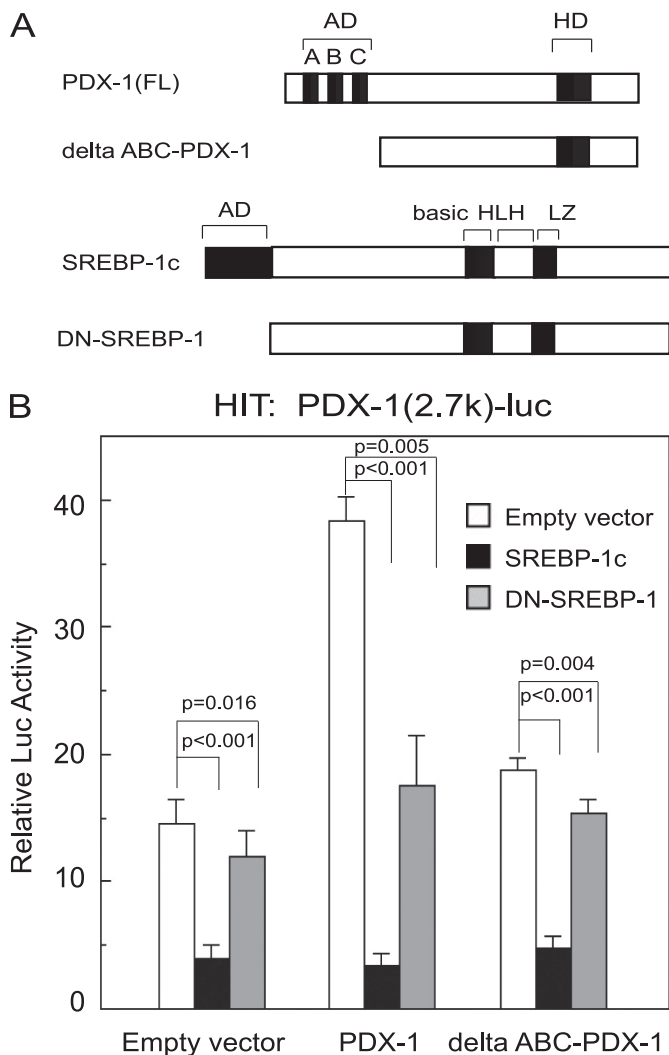 A
AD
HD
A B C
PDX-1(FL)
delta ABC-PDX-1
AD
basic HLH LZ
SREBP-1c
DN-SREBP-1
B
HIT: PDX-1(2.7k)-luc
p=0.005
p<0.001
Empty vector
SREBP-1c
DN-SREBP-1
p=0.016
p<0.001
p=0.004
p<0.001
Relative Luc Activity
40
30
20
10
0
Empty vector PDX-1 delta ABC-PDX-1